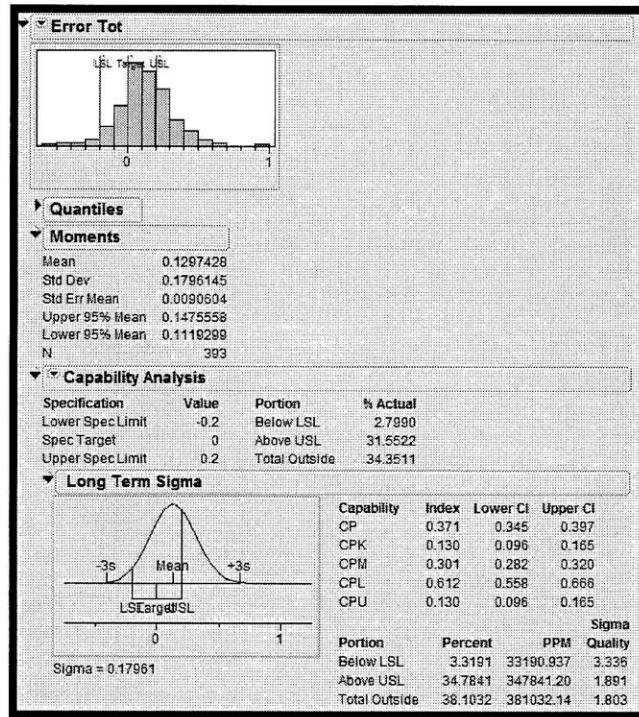 Error Tot
LSL Target USL
0 1
Quantiles
Moments
Mean 0.1297428
Std Dev 0.1796145
Std Err Mean 0.0090604
Upper 95% Mean 0.1475558
Lower 95% Mean 0.1119299
N 393
Capability Analysis
Specification Value Portion % Actual
Lower Spec Limit -0.2 Below LSL 2.7990
Spec Target 0 Above USL 31.5522
Upper Spec Limit 0.2 Total Outside 34.3511
Long Term Sigma
-3s Mean +3s
LSL Target USL
0 1
Sigma = 0.17961
Capability Index Lower CI Upper CI
CP 0.371 0.345 0.397
CPK 0.130 0.096 0.165
CPM 0.301 0.282 0.320
CPL 0.612 0.558 0.666
CPU 0.130 0.096 0.165
Sigma
Portion Percent PPM Quality
Below LSL 3.3191 33190.937 3.336
Above USL 34.7841 347841.20 1.891
Total Outside 38.1032 381032.14 1.803